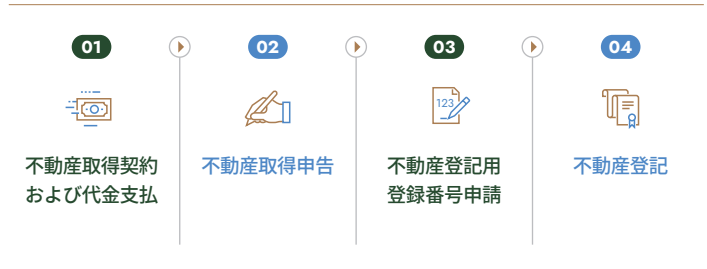 01
不動産取得契約
および代金支払
02
不動産取得申告
03
123
不動産登記用
登録番号申請
04
不動産登記